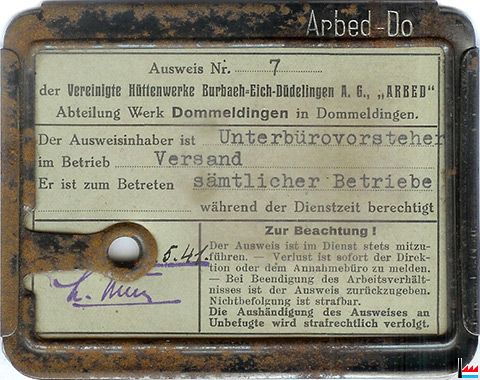 Arbed-Do
Ausweis Nr. 7
der Vereinigte Hüttenwerke Burbach-Eich-Düdelingen A. G., „ARBED"
Abteilung Werk Dommeldingen in Dommeldingen.
Der Ausweisinhaber ist Unterbürovorsteher
im Betrieb Versand
Er ist zum Betreten sämtlicher Betriebe
während der Dienstzeit berechtigt
5.41.
Zur Beachtung !
Der Ausweis ist im Dienst stets mitzu-
führen. — Verlust ist sofort der Direk-
tion oder dem Annahmebüro zu melden.
— Bei Beendigung des Arbeitsverhält-
nisses ist der Ausweis zurückzugeben.
Nichtbefolgung ist strafbar.
Die Aushändigung des Ausweises an
Unbefugte wird strafrechtlich verfolgt.